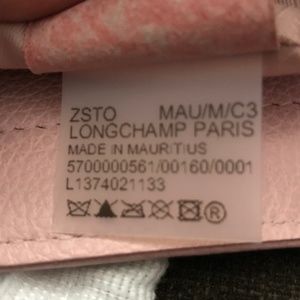 ZSTO MAU/M/C3
LONGCHAMP PARIS
MADE IN MAURITIUS
5700000561/00160/0001
L1374021133